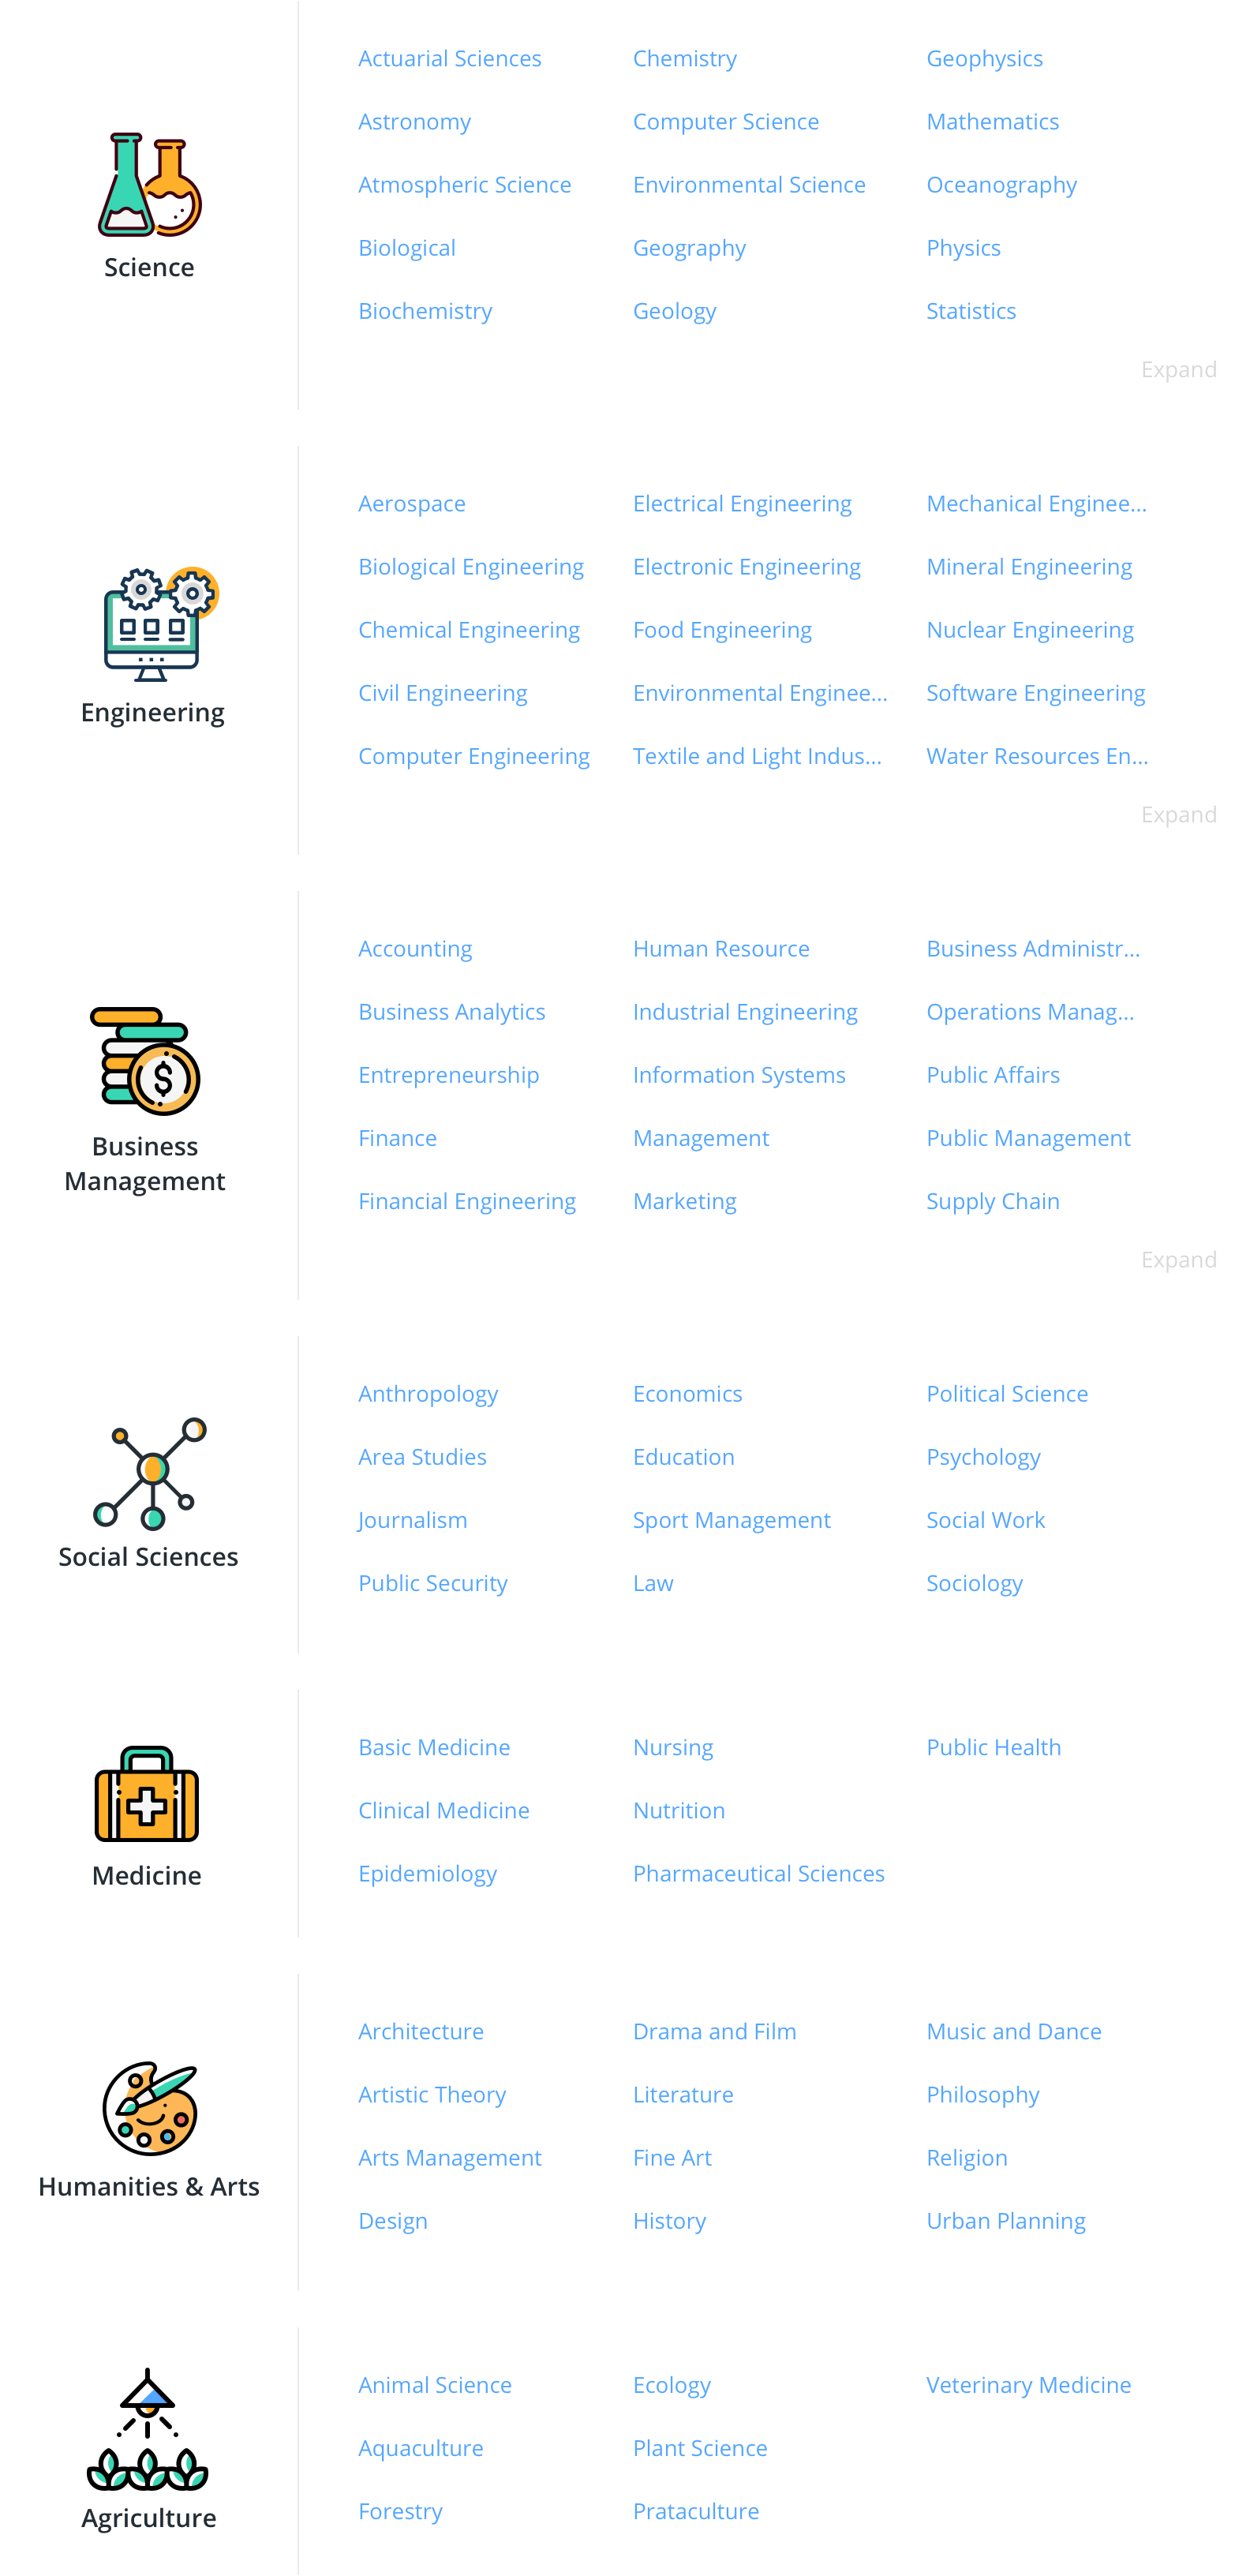 Science
Actuarial Sciences
Chemistry
Geophysics
Astronomy
Computer Science
Mathematics
Atmospheric Science
Environmental Science
Oceanography
Biological
Geography
Physics
Biochemistry
Geology
Statistics
Expand
Engineering
Aerospace
Electrical Engineering
Mechanical Enginee...
Biological Engineering
Electronic Engineering
Mineral Engineering
Chemical Engineering
Food Engineering
Nuclear Engineering
Civil Engineering
Environmental Enginee...
Software Engineering
Computer Engineering
Textile and Light Indus...
Water Resources En...
Expand
Business
Management
Accounting
Human Resource
Business Administr...
Business Analytics
Industrial Engineering
Operations Manag...
Entrepreneurship
Information Systems
Public Affairs
Finance
Management
Public Management
Financial Engineering
Marketing
Supply Chain
Expand
Social Sciences
Anthropology
Economics
Political Science
Area Studies
Education
Psychology
Journalism
Sport Management
Social Work
Public Security
Law
Sociology
Medicine
Basic Medicine
Nursing
Public Health
Clinical Medicine
Nutrition
Epidemiology
Pharmaceutical Sciences
Humanities & Arts
Architecture
Drama and Film
Music and Dance
Artistic Theory
Literature
Philosophy
Arts Management
Fine Art
Religion
Design
History
Urban Planning
Agriculture
Animal Science
Ecology
Veterinary Medicine
Aquaculture
Plant Science
Forestry
Prataculture